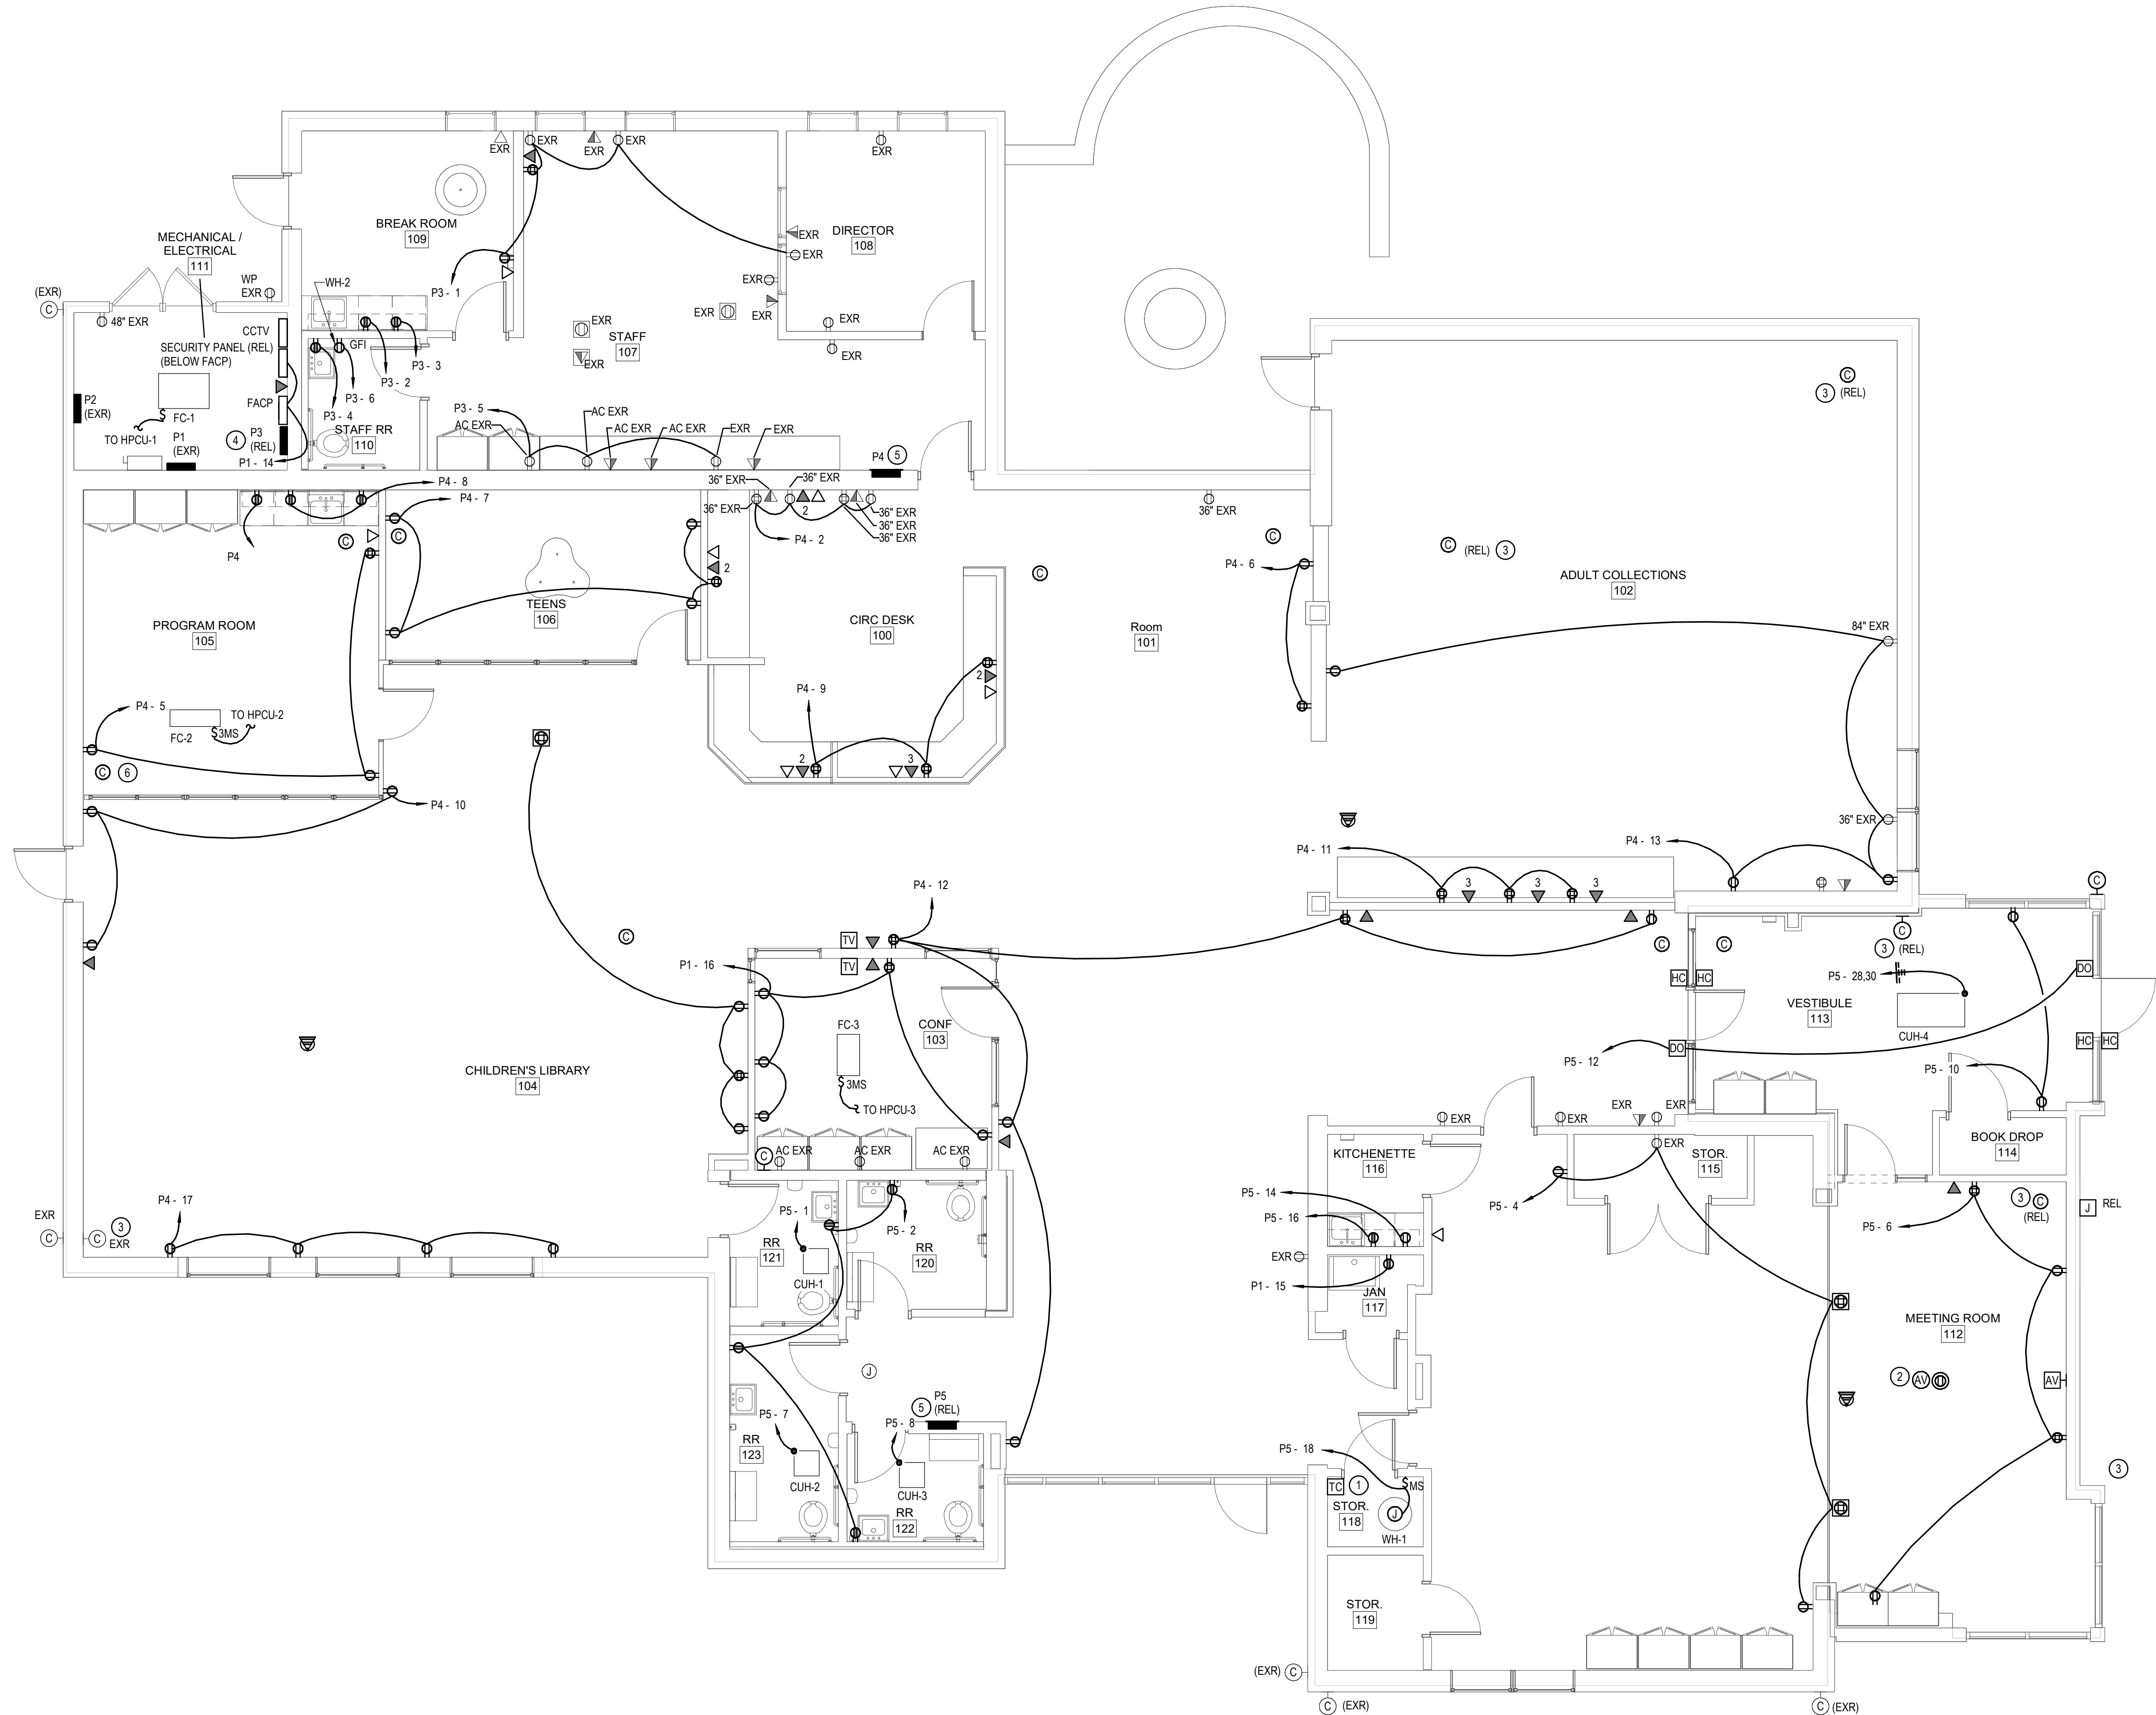 EXR
EXR
EXR
EXR
EXR
BREAK ROOM
109
DIRECTOR
108
EXR
EXR
MECHANICAL /
ELECTRICAL
111
WP
EXR
WH-2
P3 - 1
EXR
EXR
EXR
EXR
EXR
EXR
STAFF
107
EXR
EXR
(EXR)
C
48" EXR
CCTV
SECURITY PANEL (REL)
(BELOW FACP)
FACP
FC-1
TO HPCU-1
P2
(EXR)
P1
(EXR)
4
P3
(REL)
P1 - 14
GFI
P3 - 3
P3 - 2
P3 - 6
P3 - 4
STAFF RR
110
P3 - 5
AC EXR
AC EXR
AC EXR
AC EXR
EXR
EXR
P4
5
P4 - 8
P4 - 7
36" EXR
36" EXR
36" EXR
2
36" EXR
36" EXR
36" EXR
P4 - 2
36" EXR
C
C
P4
C
C
2
P4 - 6
C
3
(REL)
C
(REL)
3
ADULT COLLECTIONS
102
TEENS
106
PROGRAM ROOM
105
CIRC DESK
100
Room
101
84" EXR
2
P4 - 9
P4 - 5
TO HPCU-2
3MS
FC-2
C
6
2
3
P4 - 10
36" EXR
P4 - 11
P4 - 13
3
3
3
C
P4 - 12
C
TV
TV
P1 - 16
C
C
C
3
(REL)
HC
HC
P5 - 28,30
DO
VESTIBULE
113
CUH-4
HC
HC
FC-3
CONF
103
3MS
TO HPCU-3
DO
P5 - 12
P5 - 10
CHILDREN'S LIBRARY
104
C
AC EXR
AC EXR
AC EXR
EXR
EXR
EXR
EXR
EXR
KITCHENETTE
116
STOR.
115
BOOK DROP
114
P5 - 14
P5 - 16
P5 - 4
P5 - 6
3
C
(REL)
J
REL
P4 - 17
EXR
C
C
3
EXR
P5 - 1
P5 - 2
RR
121
CUH-1
RR
120
EXR
P1 - 15
JAN
117
MEETING ROOM
112
J
2
AV
AV
5
P5
(REL)
P5 - 7
P5 - 8
RR
123
CUH-2
CUH-3
RR
122
P5 - 18
TC
1
MS
STOR.
118
J
WH-1
3
STOR.
119
(EXR)
C
C
(EXR)
C
(EXR)